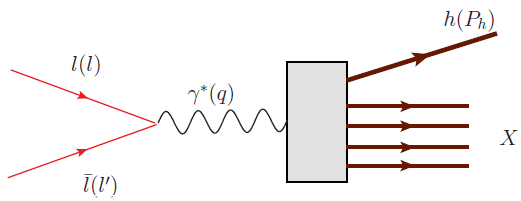 h(P_h)
l(l)
γ*(q)
X
l̄(l′)